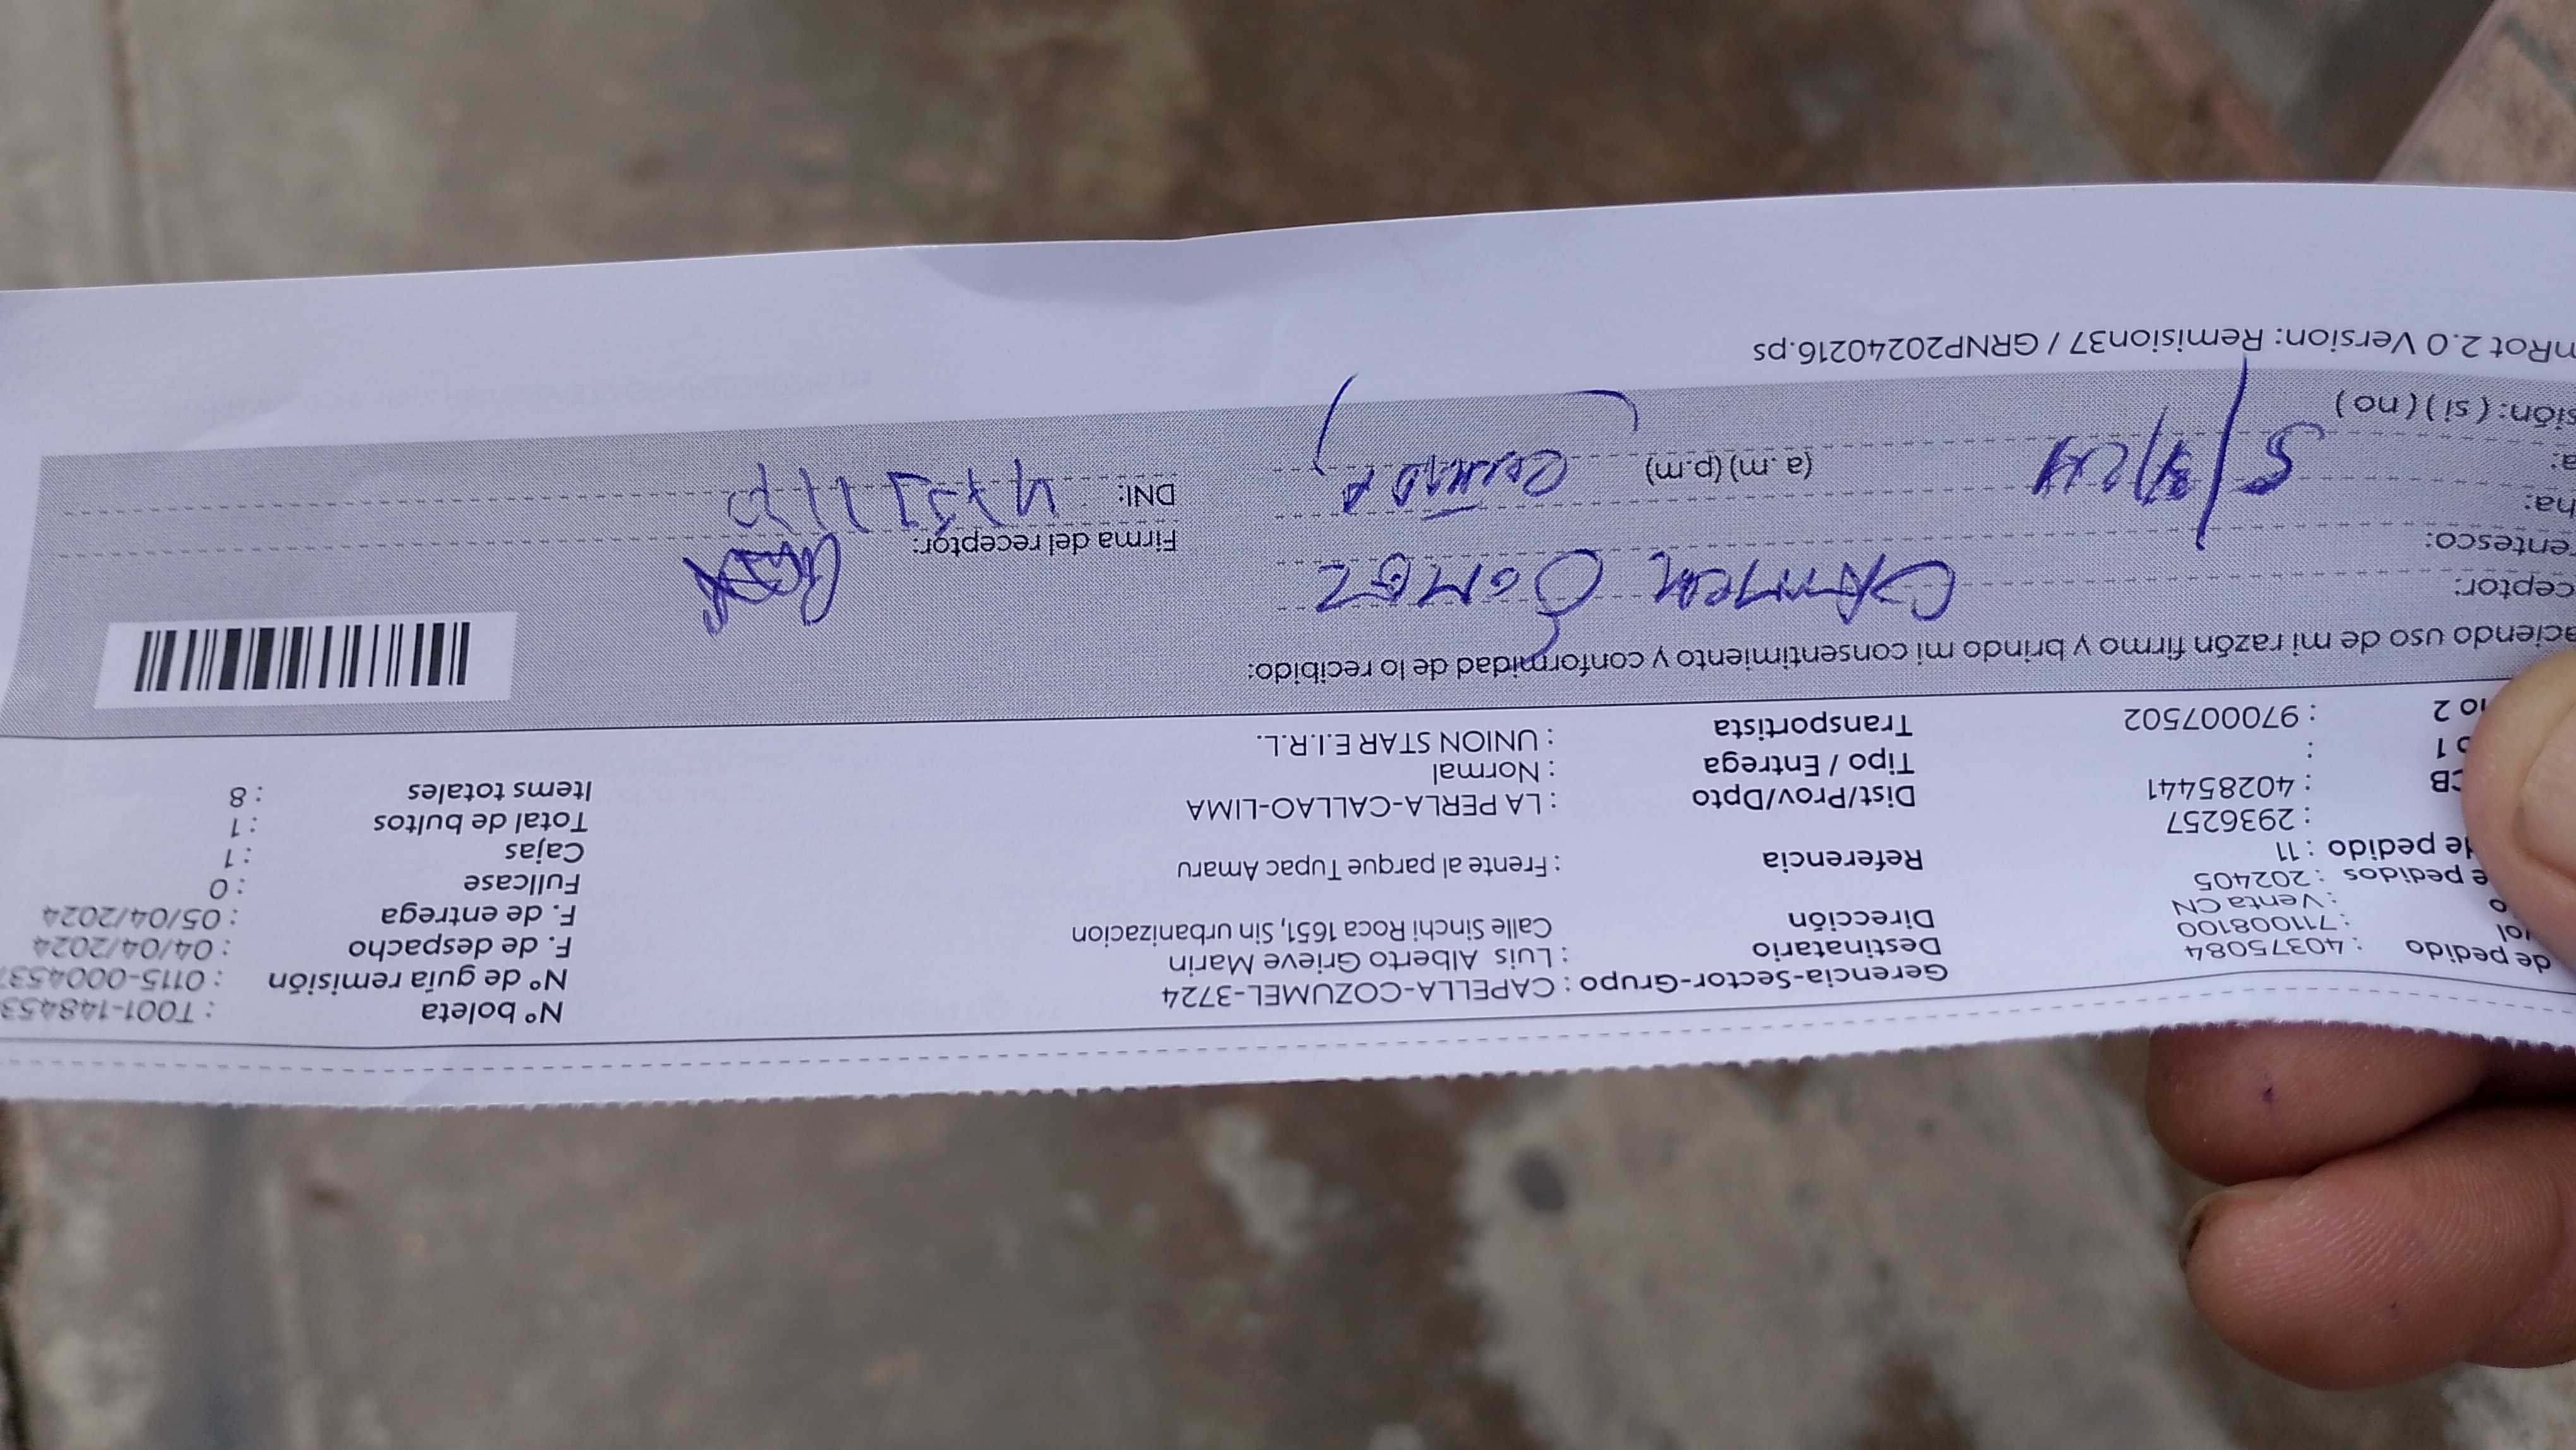 de pedido : 40375084 Gerencia-Sector-Grupo : CAPELLA-COZUMEL-3724 N° boleta : T001-148453
ol : 711008100 Destinatario : Luis Alberto Grieve Marin N° de guía remisión : 0115-000453
o : Venta CN Dirección Calle Sinchi Roca 1651, Sin urbanizacion F. de despacho : 04/04/2024
e pedidos : 202405 F. de entrega : 05/04/2024
de pedido : 11 Referencia : Frente al parque Tupac Amaru Fullcase : 0
: 2936257 Cajas : 1
CB : 40285441 Dist/Prov/Dpto : LA PERLA-CALLAO-LIMA Total de bultos : 1
o 1 : Tipo / Entrega : Normal Items totales : 8
no 2 : 970007502 Transportista : UNION STAR E.I.R.L.
aciendo uso de mi razón firmo y brindo mi consentimiento y conformidad de lo recibido:
ceptor: CARMEN GOMEZ
entesco: Firma del receptor:
ha: 5/4/24 DNI:
a: (a.m) (p.m) CUÑADA
sión: ( si ) ( no )
nRot 2.0 Version: Remision37 / GRNP20240216.ps